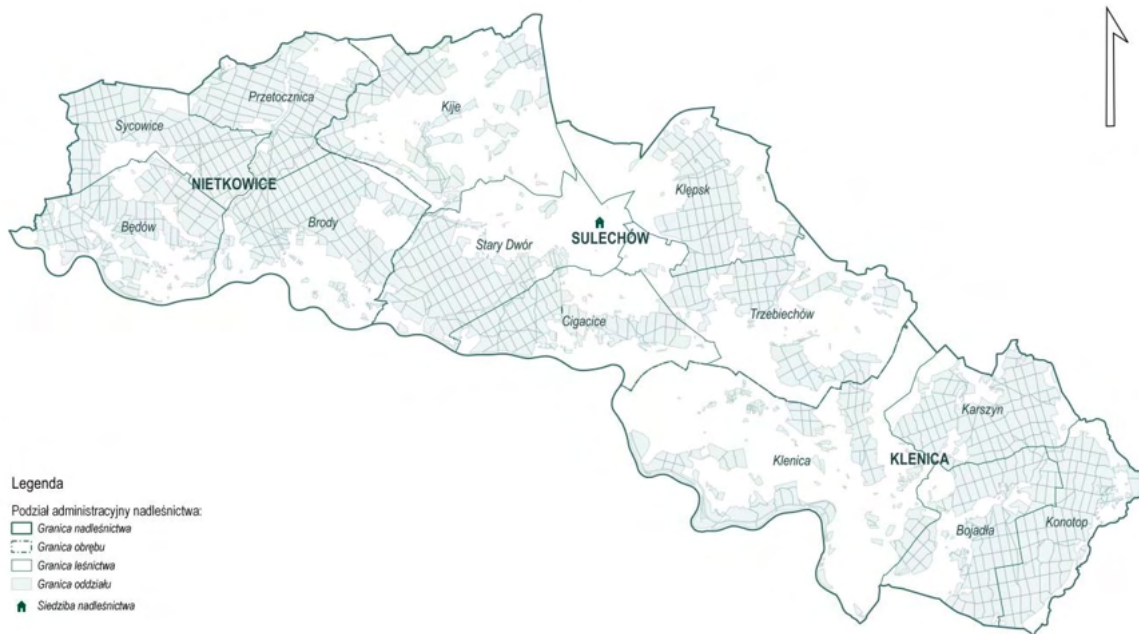 Kije
Przetocznica
Sycowice
NIETKOWICE
Kłępsk
Będów
Brody
SULECHÓW
Stary Dwór
Trzebiechów
Cigacice
Karszyn
Klenica
KLENICA
Bojadła
Konotop
Legenda
Podział administracyjny nadleśnictwa:
Granica nadleśnictwa
Granica obrębu
Granica leśnictwa
Granica oddziału
Siedziba nadleśnictwa